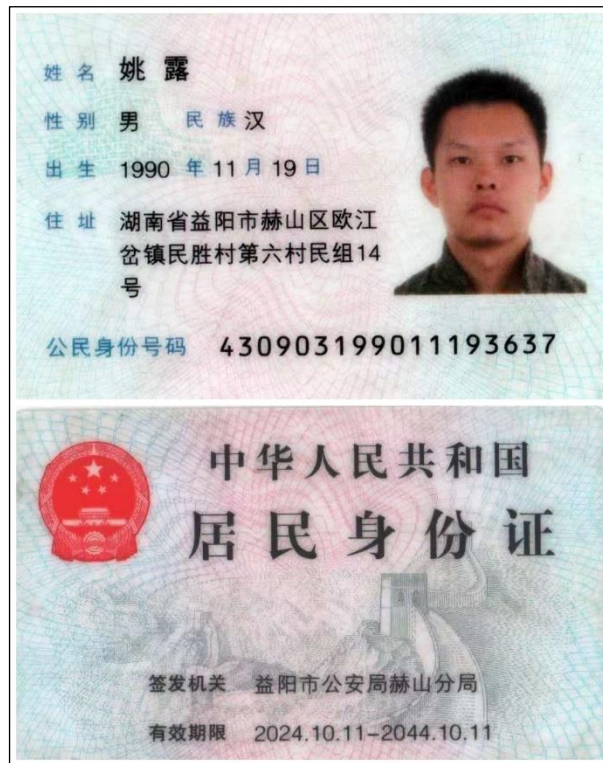 姓名 姚露
性别 男 民族 汉
出生 1990 年 11 月 19 日
住址 湖南省益阳市赫山区欧江
岔镇民胜村第六村民组14
号
公民身份号码 430903199011193637
中华人民共和国
居民身份证
签发机关 益阳市公安局赫山分局
有效期限 2024.10.11-2044.10.11